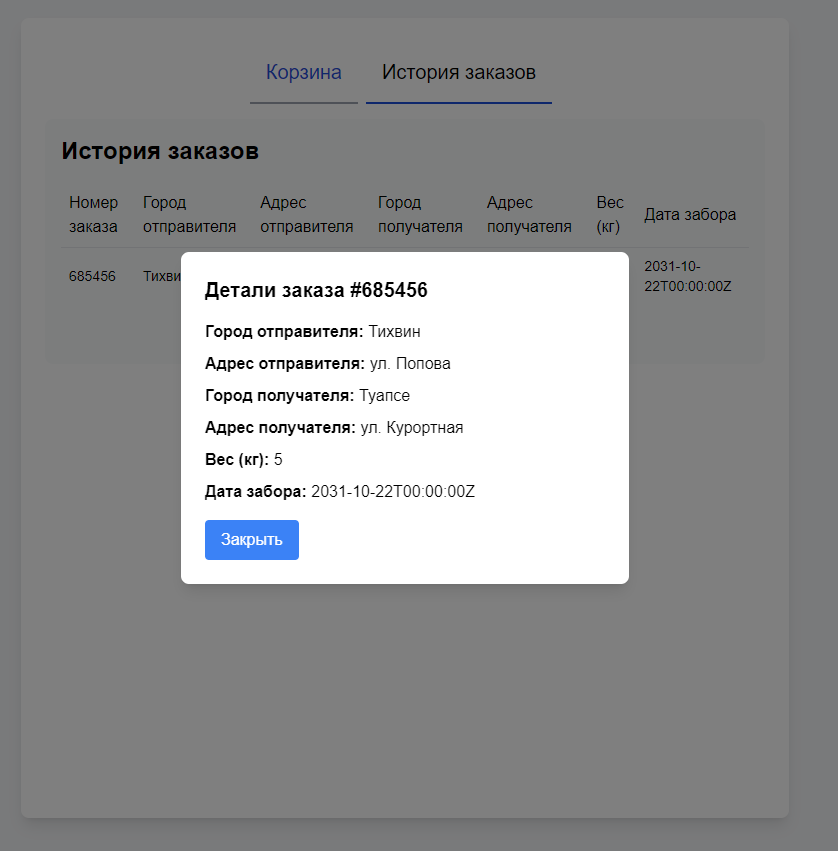 Корзина История заказов
История заказов
Номер заказа Город отправителя Адрес отправителя Город получателя Адрес получателя Вес (кг) Дата забора
685456 2031-10-22T00:00:00Z
Детали заказа #685456
Город отправителя: Тихвин
Адрес отправителя: ул. Попова
Город получателя: Туапсе
Адрес получателя: ул. Курортная
Вес (кг): 5
Дата забора: 2031-10-22T00:00:00Z
Закрыть